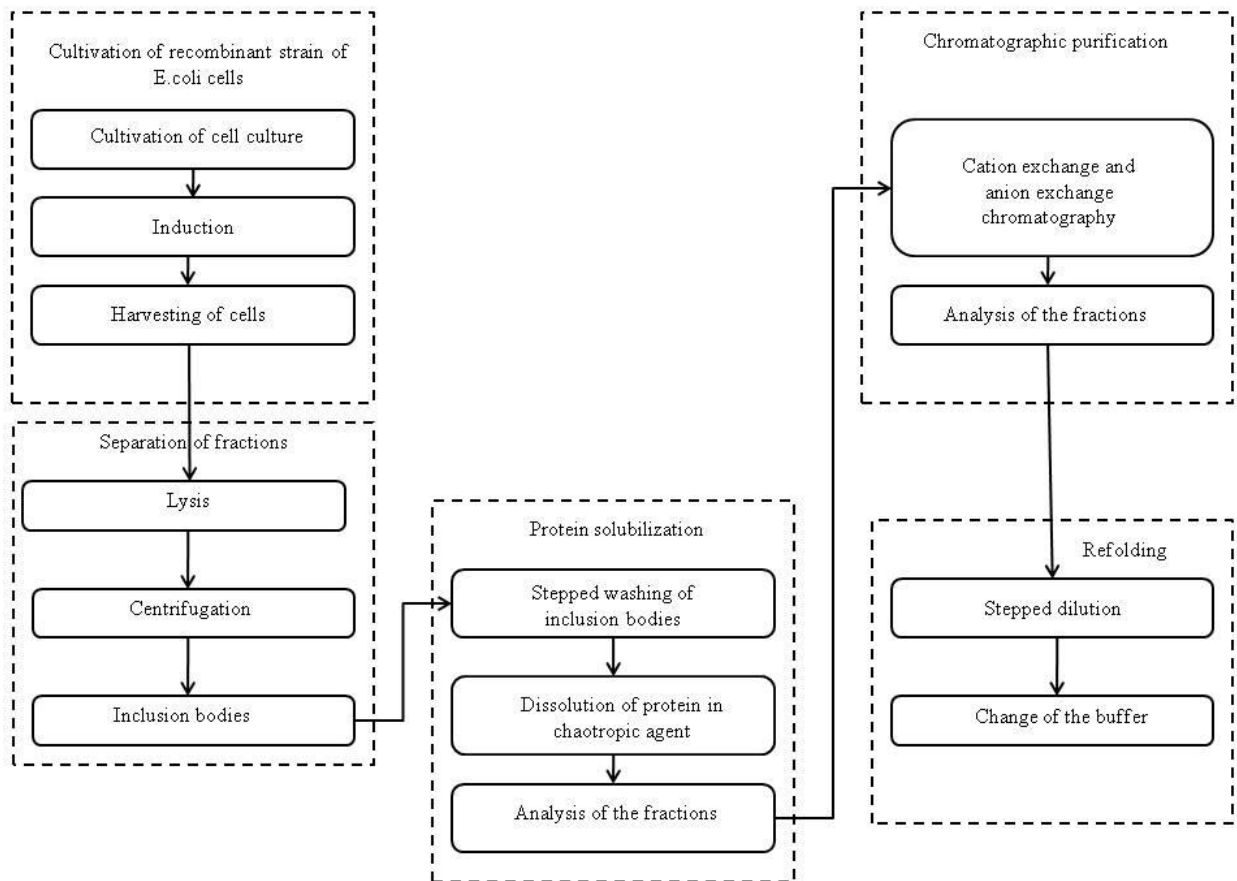 Cultivation of recombinant strain of
E.coli cells
Cultivation of cell culture
Induction
Harvesting of cells
Separation of fractions
Lysis
Centrifugation
Inclusion bodies
Protein solubilization
Stepped washing of
inclusion bodies
Dissolution of protein in
chaotropic agent
Analysis of the fractions
Chromatographic purification
Cation exchange and
anion exchange
chromatography
Analysis of the fractions
Refolding
Stepped dilution
Change of the buffer